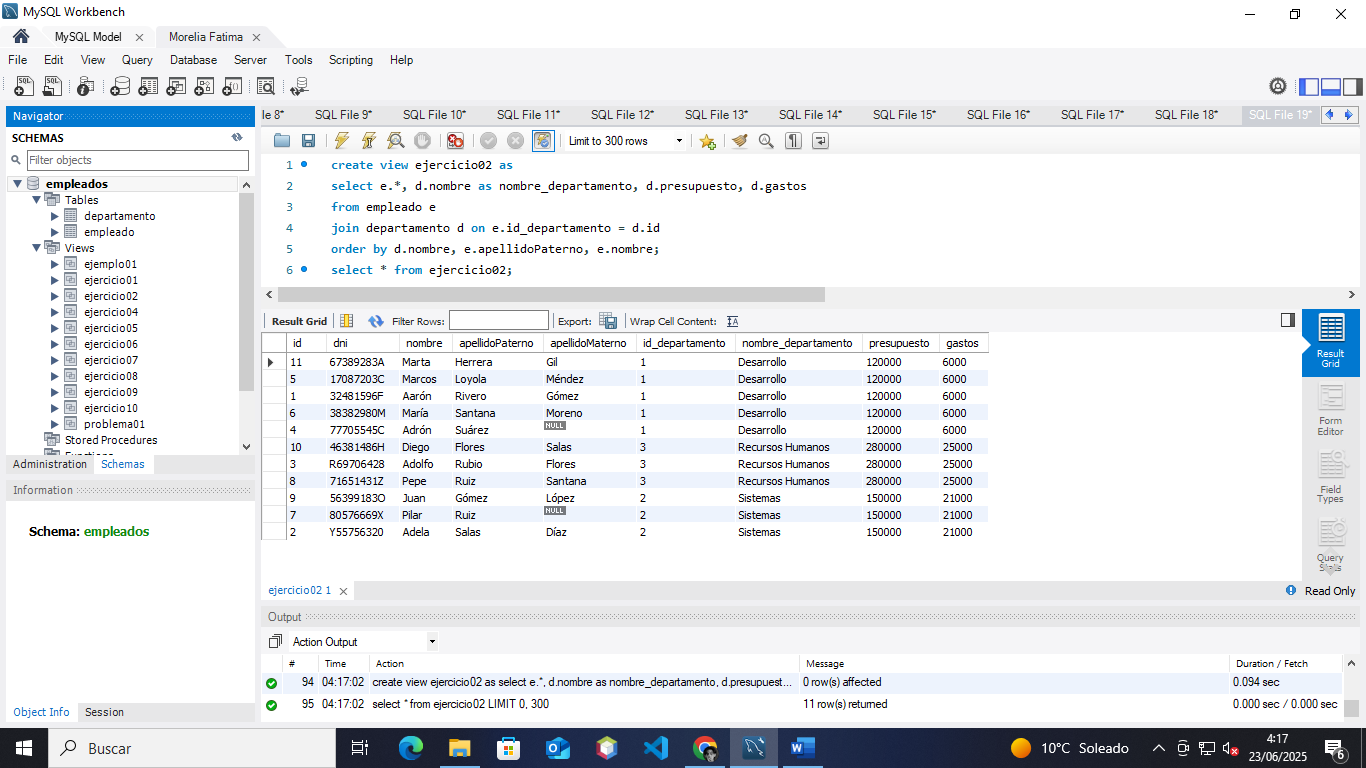 MySQL Workbench
MySQL Model
Morelia Fatima
File Edit View Query Database Server Tools Scripting Help
Navigator
SCHEMAS
Filter objects
empleados
Tables
departamento
empleado
Views
ejemplo01
ejercicio01
ejercicio02
ejercicio04
ejercicio05
ejercicio06
ejercicio07
ejercicio08
ejercicio09
ejercicio10
problema01
Stored Procedures
Administration Schemas
Information
Schema: empleados
Object Info Session
le 8* SQL File 9* SQL File 10* SQL File 11* SQL File 12* SQL File 13* SQL File 14* SQL File 15* SQL File 16* SQL File 17* SQL File 18* SQL File 19*
Limit to 300 rows
1 create view ejercicio02 as
2 select e.*, d.nombre as nombre_departamento, d.presupuesto, d.gastos
3 from empleado e
4 join departamento d on e.id_departamento = d.id
5 order by d.nombre, e.apellidoPaterno, e.nombre;
6 select * from ejercicio02;
Result Grid Filter Rows: Export: Wrap Cell Content:
id dni nombre apellidoPaterno apellidoMaterno id_departamento nombre_departamento presupuesto gastos
11 67389283A Marta Herrera Gil 1 Desarrollo 120000 6000
5 17087203C Marcos Loyola Méndez 1 Desarrollo 120000 6000
1 32481596F Aarón Rivero Gómez 1 Desarrollo 120000 6000
6 38382980M María Santana Moreno 1 Desarrollo 120000 6000
4 77705545C Adrón Suárez NULL 1 Desarrollo 120000 6000
10 46381486H Diego Flores Salas 3 Recursos Humanos 280000 25000
3 R69706428 Adolfo Rubio Flores 3 Recursos Humanos 280000 25000
8 71651431Z Pepe Ruiz Santana 3 Recursos Humanos 280000 25000
9 56399183O Juan Gómez López 2 Sistemas 150000 21000
7 80576669X Pilar Ruiz NULL 2 Sistemas 150000 21000
2 Y55756320 Adela Salas Díaz 2 Sistemas 150000 21000
Result
Grid
Form
Editor
Field
Types
Query
Stats
ejercicio02 1
Read Only
Output
Action Output
# Time Action Message Duration / Fetch
94 04:17:02 create view ejercicio02 as select e.*, d.nombre as nombre_departamento, d.presupuest... 0 row(s) affected 0.094 sec
95 04:17:02 select * from ejercicio02 LIMIT 0, 300 11 row(s) returned 0.000 sec / 0.000 sec
Buscar
10°C Soleado
4:17
23/06/2025
6